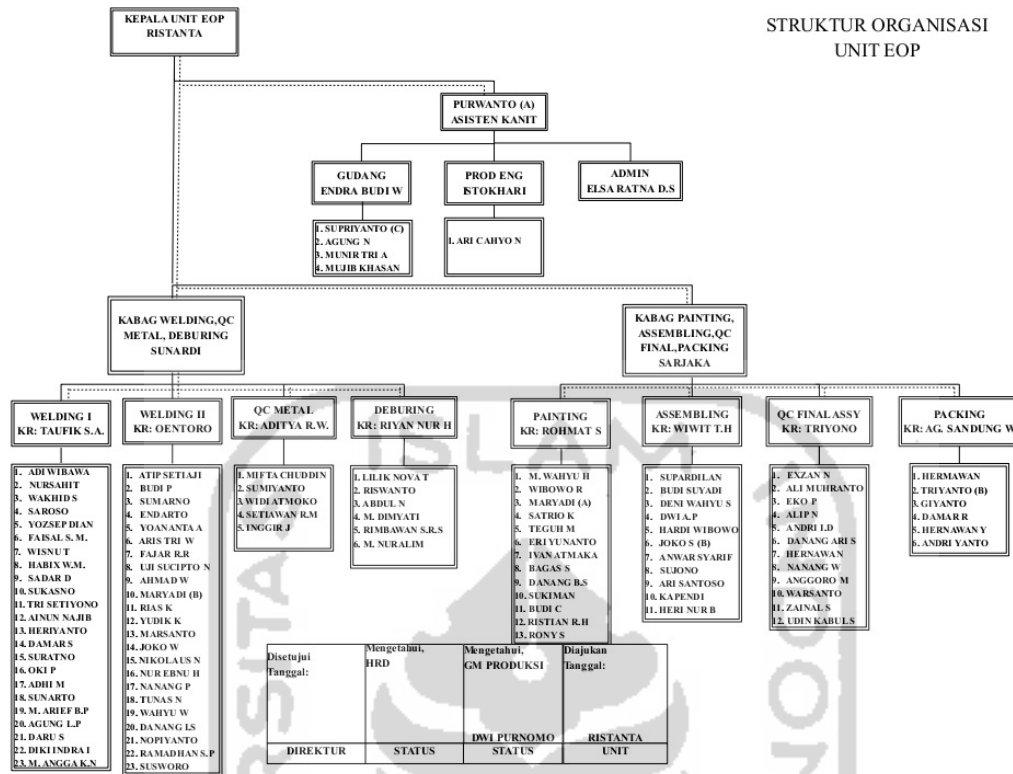 STRUKTUR ORGANISASI
UNIT EOP
KEPALA UNIT EOP
RISTANTA
PURWANTO (A)
ASISTEN KANIT
GUDANG
ENDRA BUDI W
PROD ENG
ISTOKHARI
ADMIN
ELSA RATNA D.S
1. SUPRIYANTO (C)
2. AGUNG N
3. MUNIR TRI A
4. MUJIB KHASAN
1. ARI CAHYO N
KABAG WELDING,QC
METAL, DEBURING
SUNARDI
KABAG PAINTING,
ASSEMBLING,QC
FINAL,PACKING
SARJAKA
WELDING I
KR: TAUFIK S.A.
WELDING II
KR: OENTORO
QC METAL
KR: ADITYA R.W.
DEBURING
KR: RIYAN NUR H
PAINTING
KR: ROHMAT S
ASSEMBLING
KR: WIWIT T.H
QC FINAL ASSY
KR: TRIYONO
PACKING
KR: AG. SANDUNG W
1. ADI WIBAWA
2. NURSAHIT
3. WAKHID S
4. SAROSO
5. YOZSEP DIAN
6. FAISAL S. M.
7. WISNU T
8. HABIX W.M.
9. SADAR D
10. SUKASNO
11. TRI SETIYONO
12. AINUN NAJIB
13. HERIYANTO
14. DAMAR S
15. SURATNO
16. OKI P
17. ADHI M
18. SUNARTO
19. M. ARIEF B.P
20. AGUNG L.P
21. DARU S
22. DIKI INDRA I
23. M. ANGGA K.N
1. ATIP SETIAJI
2. BUDI P
3. SUMARNO
4. ENDARTO
5. YOANANTA A
6. ARIS TRI W
7. FAJAR R.R
8. UJI SUCIPTO N
9. AHMAD W
10. MARYADI (B)
11. RIAS K
12. YUDIK K
13. MARSANTO
14. JOKO W
15. NIKOLAUS N
16. NUR EBNU H
17. NANANG P
18. TUNAS N
19. WAHYU W
20. DANANG I.S
21. NOPIYANTO
22. RAMADHAN S.P
23. SUSWORO
1. MIFTACHUDDIN
2. SUMIYANTO
3. WIDIATMOKO
4. SETIAWAN R.M
5. INGGIR J
1. LILIK NOVA T
2. RISWANTO
3. ABDUL N
4. M. DIMYATI
5. RIMBAWAN S.R.S
6. M. NURALIM
1. M. WAHYU H
2. WIBOWO R
3. MARYADI (A)
4. SATRIO K
5. TEGUH M
6. ERI YUNANTO
7. IVAN ATMAKA
8. BAGAS S
9. DANANG B.S
10. SUKIMAN
11. BUDI C
12. RISTIAN R.H
13. RONY S
1. SUPARDILAN
2. BUDI SUYADI
3. DENI WAHYU S
4. DWI A.P
5. HARDI WIBOWO
6. JOKO S (B)
7. ANWAR SYARIF
8. SUJONO
9. ARI SANTOSO
10. KAPENDI
11. HERI NUR B
1. EXZAN N
2. ALI MUHRANTO
3. EKO P
4. ALIP N
5. ANDRI I.D
6. DANANG ARI S
7. HERNAWAN
8. NANANG W
9. ANGGORO M
10. WARSANTO
11. ZAINAL S
12. UDIN KABUL S
1. HERMAWAN
2. TRIYANTO (B)
3. GIYANTO
4. DAMAR R
5. HERNAWAN Y
6. ANDRI YANTO
Disetujui
Tanggal:
DIREKTUR
Mengetahui,
HRD
STATUS
Mengetahui,
GM PRODUKSI
DWI PURNOMO
STATUS
Diajukan
Tanggal:
RISTANTA
UNIT
ISLAM